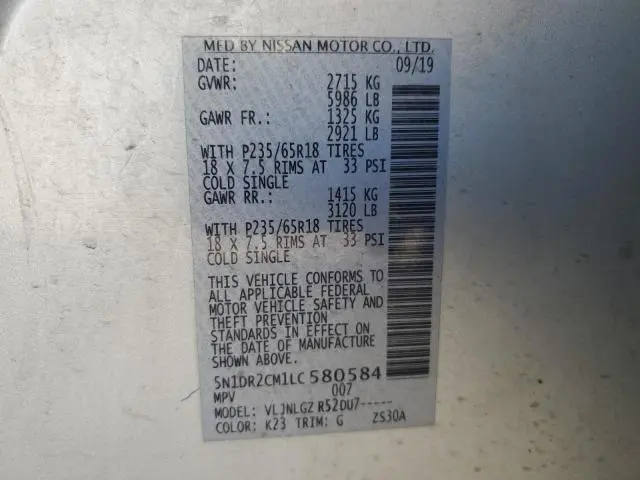 MFD BY NISSAN MOTOR CO., LTD.
DATE: 09/19
GVWR: 2715 KG
5986 LB
GAWR FR.: 1325 KG
2921 LB
WITH P235/65R18 TIRES
18 X 7.5 RIMS AT 33 PSI
COLD SINGLE
GAWR RR.: 1415 KG
3120 LB
WITH P235/65R18 TIRES
18 X 7.5 RIMS AT 33 PSI
COLD SINGLE
THIS VEHICLE CONFORMS TO
ALL APPLICABLE FEDERAL
MOTOR VEHICLE SAFETY AND
THEFT PREVENTION
STANDARDS IN EFFECT ON
THE DATE OF MANUFACTURE
SHOWN ABOVE.
5N1DR2CM1LC580584
MPV 007
MODEL: VLJNLGZ R52DU7-----
COLOR: K23 TRIM: G ZS30A